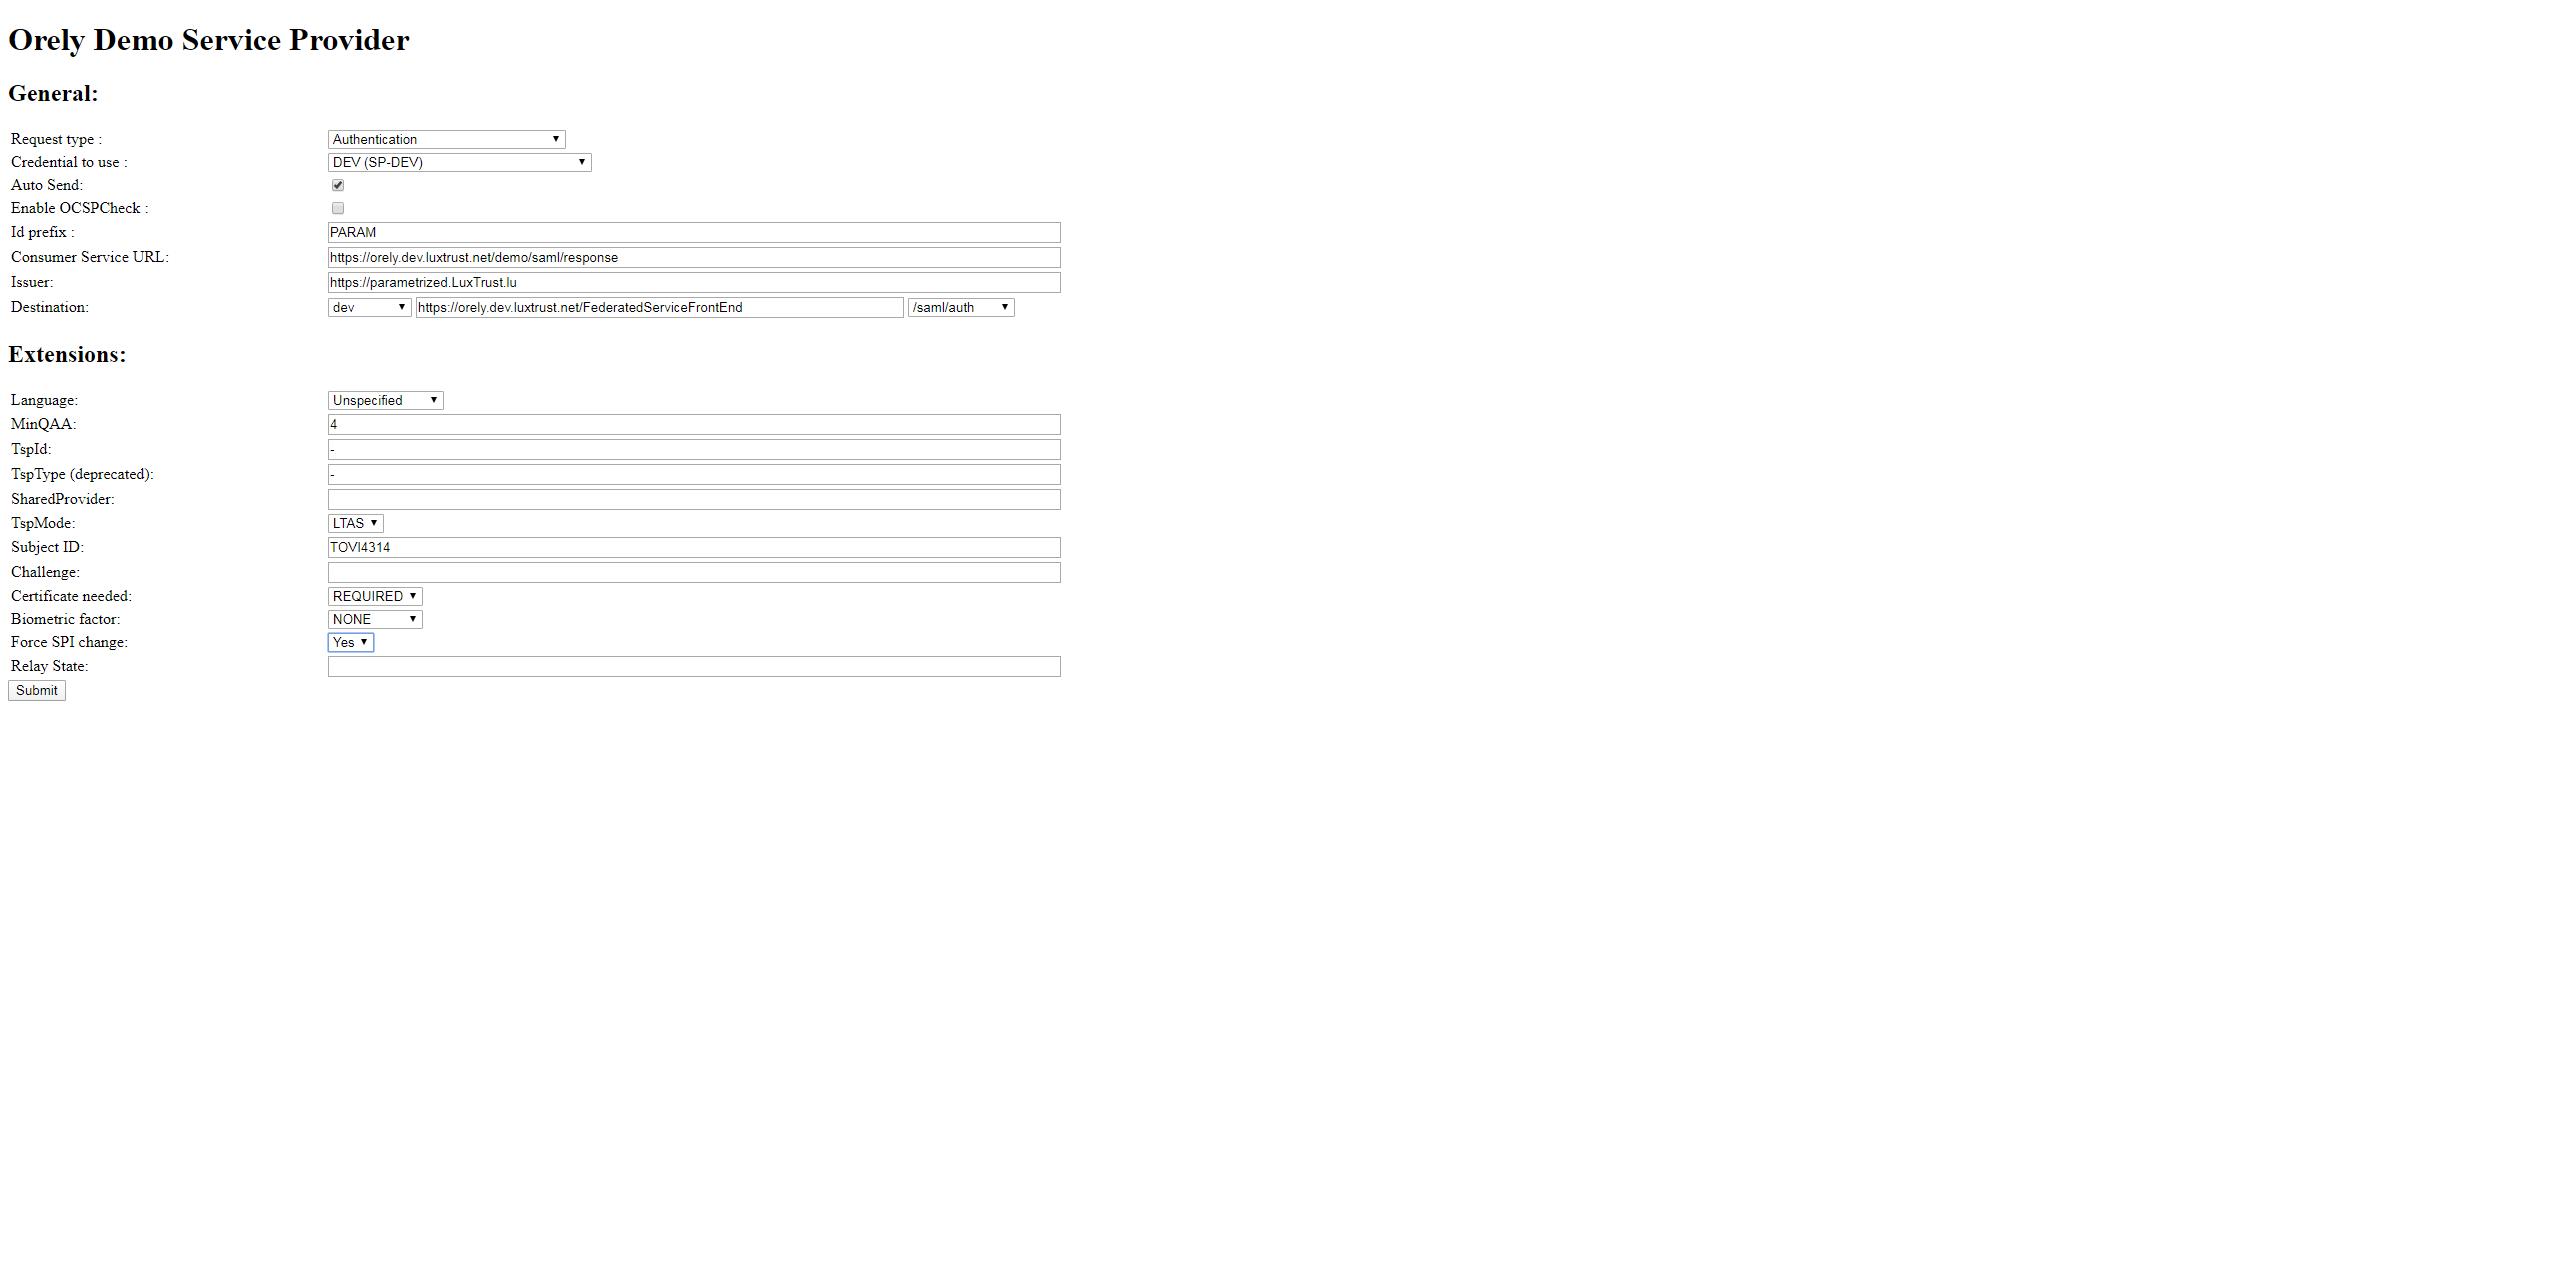 Orely Demo Service Provider
General:
Request type : Authentication
Credential to use : DEV (SP-DEV)
Auto Send:
Enable OCSPCheck :
Id prefix : PARAM
Consumer Service URL: https://orely.dev.luxtrust.net/demo/saml/response
Issuer: https://parametrized.LuxTrust.lu
Destination: dev https://orely.dev.luxtrust.net/FederatedServiceFrontEnd /saml/auth
Extensions:
Language: Unspecified
MinQAA: 4
TspId: -
TspType (deprecated): -
SharedProvider:
TspMode: LTAS
Subject ID: TOVI4314
Challenge:
Certificate needed: REQUIRED
Biometric factor: NONE
Force SPI change: Yes
Relay State:
Submit